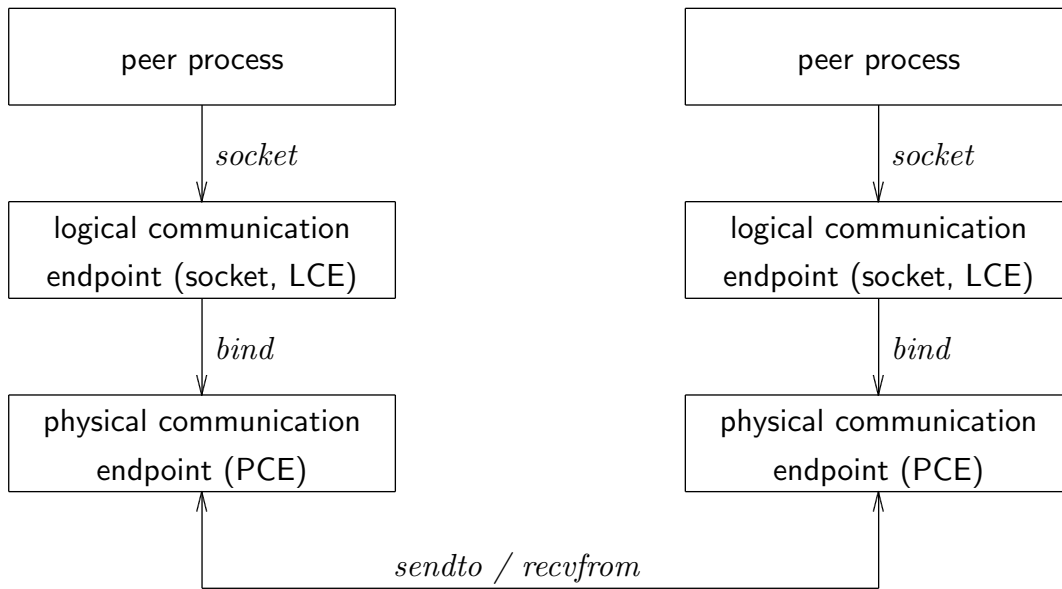 peer process
peer process
socket
socket
logical communication
endpoint (socket, LCE)
logical communication
endpoint (socket, LCE)
bind
bind
physical communication
endpoint (PCE)
physical communication
endpoint (PCE)
sendto / recvfrom